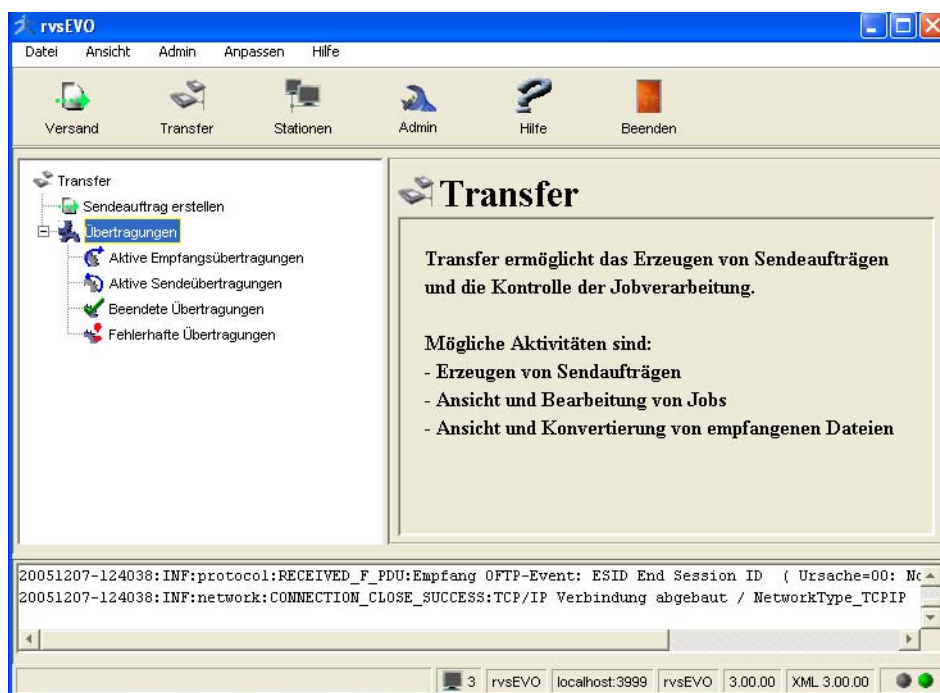 rvsEVO
Datei Ansicht Admin Anpassen Hilfe
Versand Transfer Stationen Admin Hilfe Beenden
Transfer
Sendeauftrag erstellen
Übertragungen
Aktive Empfangsübertragungen
Aktive Sendeübertragungen
Beendete Übertragungen
Fehlerhafte Übertragungen
Transfer
Transfer ermöglicht das Erzeugen von Sendeaufträgen
und die Kontrolle der Jobverarbeitung.
Mögliche Aktivitäten sind:
- Erzeugen von Sendaufträgen
- Ansicht und Bearbeitung von Jobs
- Ansicht und Konvertierung von empfangenen Dateien
20051207-124038:INF:protocol:RECEIVED_F_PDU:Empfang OFTP-Event: ESID End Session ID ( Ursache=00:
20051207-124038:INF:network:CONNECTION_CLOSE_SUCCESS:TCP/IP Verbindung abgebaut / NetworkType_TCPIP
3 rvsEVO localhost:3999 rvsEVO 3.00.00 XML 3.00.00